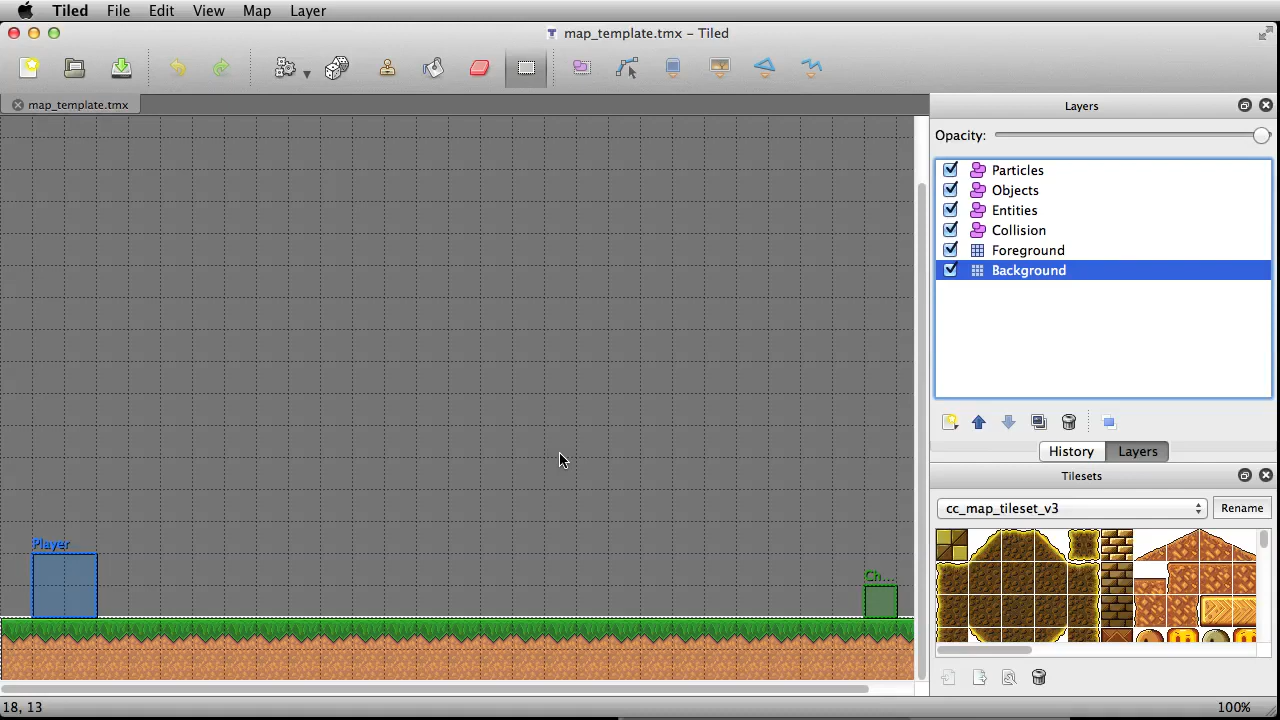 Tiled File Edit View Map Layer
map_template.tmx – Tiled
map_template.tmx
Layers
Opacity:
Particles
Objects
Entities
Collision
Foreground
Background
History Layers
Tilesets
cc_map_tileset_v3 Rename
Player
Ch...
18, 13
100%